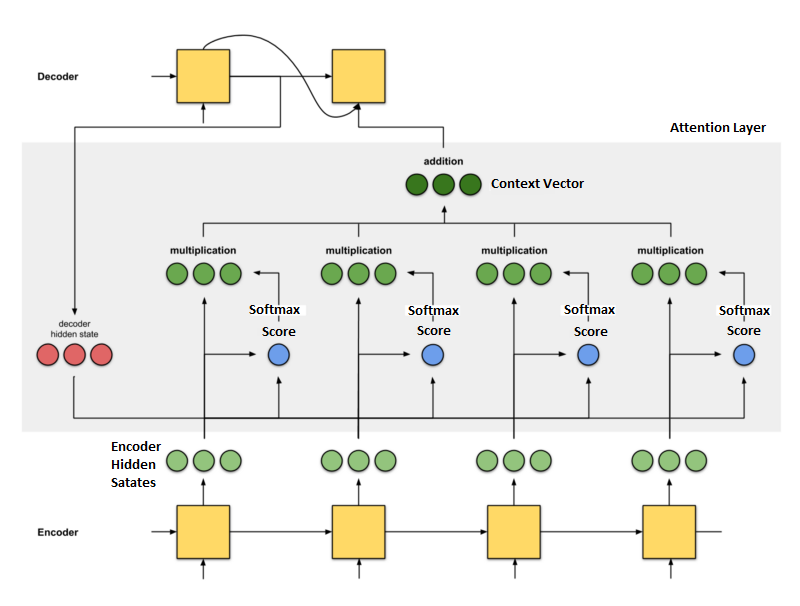 Decoder
Attention Layer
addition
Context Vector
multiplication
multiplication
multiplication
multiplication
Softmax
Score
Softmax
Score
Softmax
Score
Softmax
Score
decoder
hidden state
Encoder
Hidden
Satates
Encoder